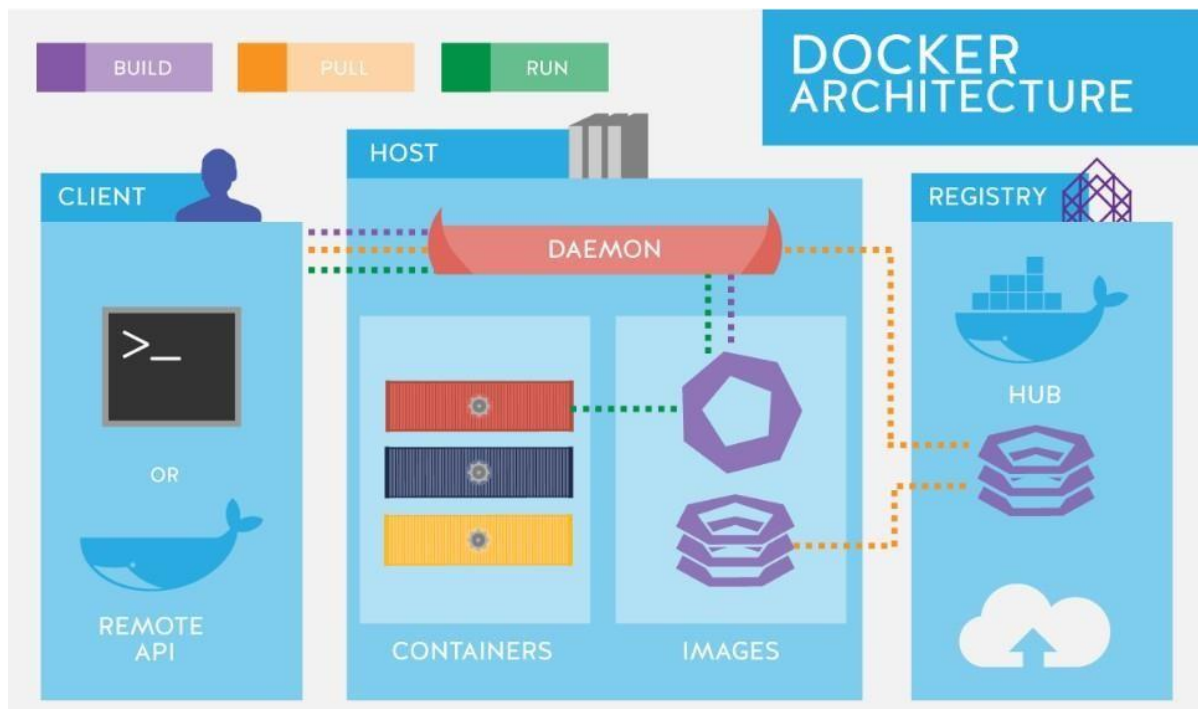 BUILD
PULL
RUN
DOCKER
ARCHITECTURE
HOST
CLIENT
REGISTRY
DAEMON
>_
HUB
OR
REMOTE
API
CONTAINERS
IMAGES